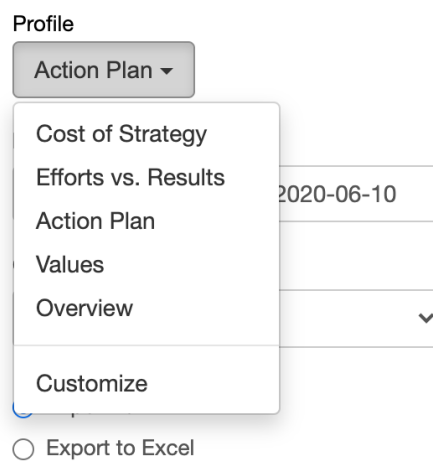 Profile
Action Plan
Cost of Strategy
Efforts vs. Results
2020-06-10
Action Plan
Values
Overview
Customize
Export to Excel